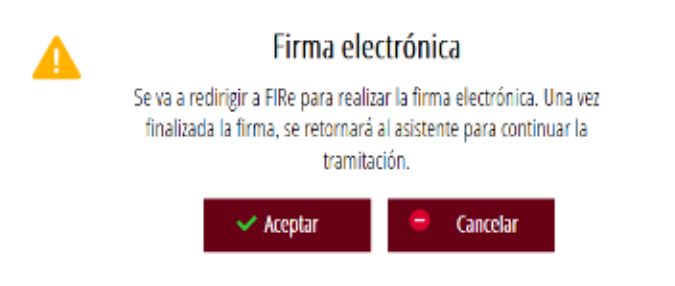 Firma electrónica
Se va a redirigir a FIRe para realizar la firma electrónica. Una vez
finalizada la firma, se retornará al asistente para continuar la
tramitación.
Aceptar
Cancelar